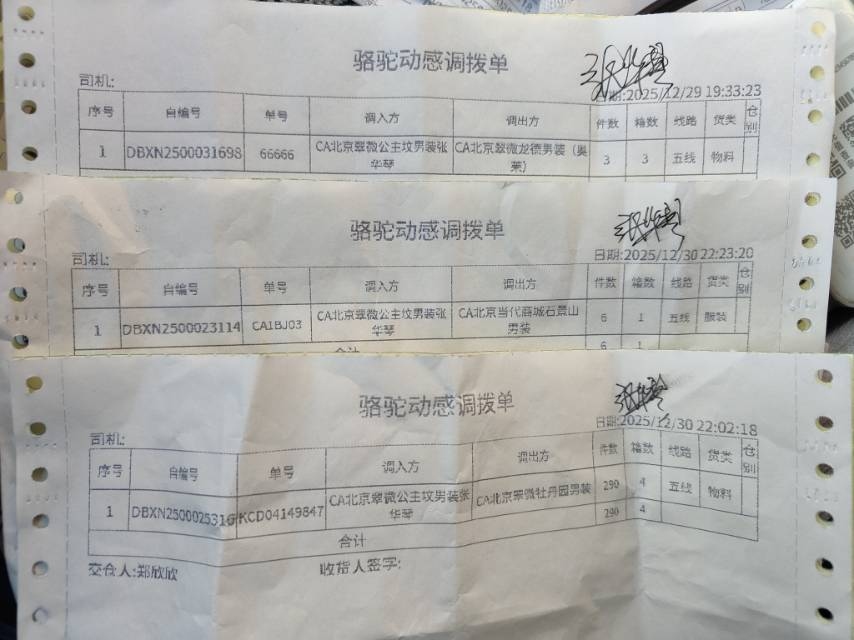 骆驼动感调拨单
司机:
日期:2025/12/29 19:33:23
序号 自编号 单号 调入方 调出方 件数 箱数 线路 货类 仓别
1 DBXN2500031698 66666 CA北京翠微公主坟男装张华琴 CA北京翠微龙德男装（奥莱） 3 3 五线 物料
骆驼动感调拨单
司机:
日期:2025/12/30 22:23:20
序号 自编号 单号 调入方 调出方 件数 箱数 线路 货类 仓别
1 DBXN2500023114 CA1BJ03 CA北京翠微公主坟男装张华琴 CA北京当代商城石景山男装 6 1 五线 服装
合计 6 1
骆驼动感调拨单
司机:
日期:2025/12/30 22:02:18
序号 自编号 单号 调入方 调出方 件数 箱数 线路 货类 仓别
1 DBXN2500025316 KCD04149847 CA北京翠微公主坟男装张华琴 CA北京翠微牡丹园男装 290 4 五线 物料
合计 290 4
交仓人:郑欣欣 收货人签字: